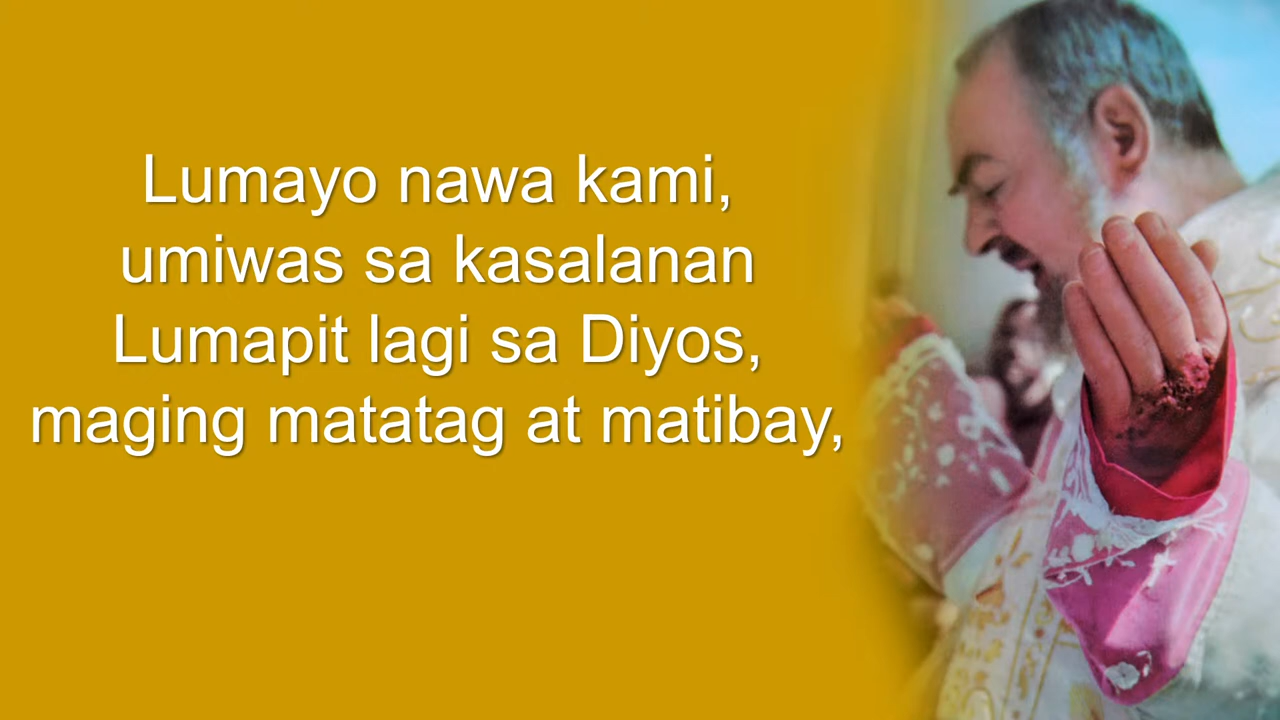 Lumayo nawa kami,
umiwas sa kasalanan
Lumapit lagi sa Diyos,
maging matatag at matibay,